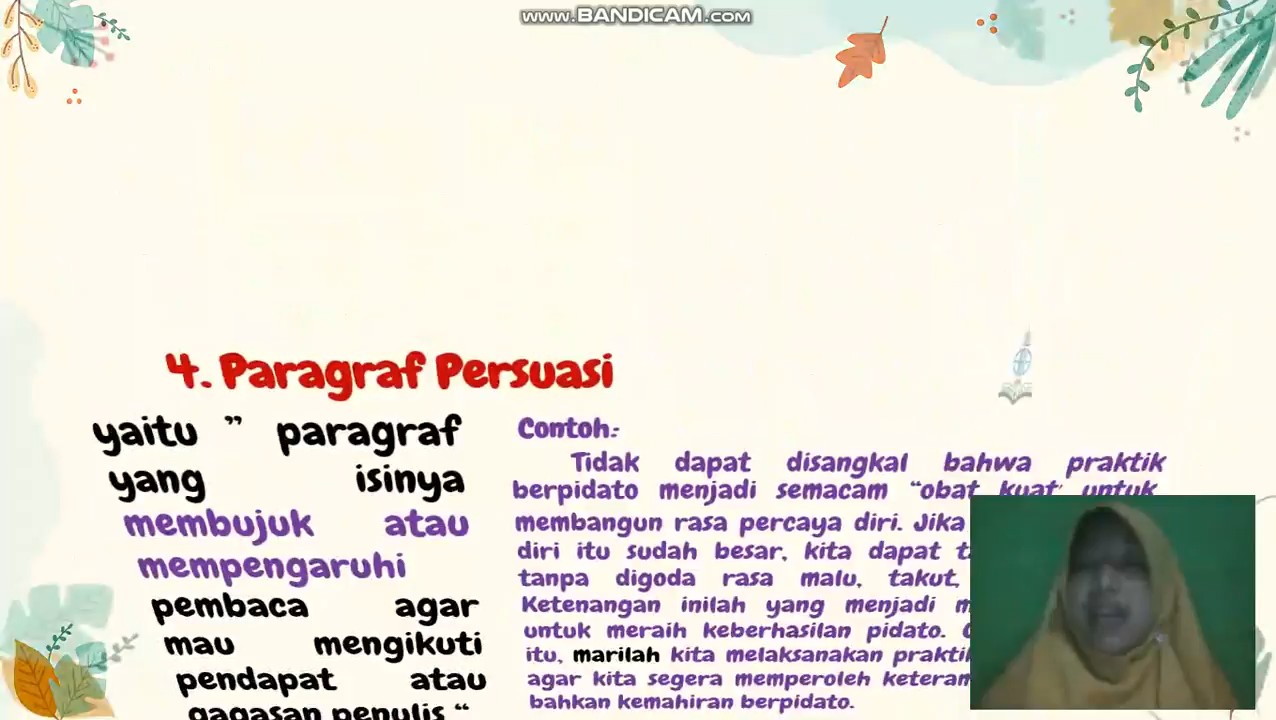 www.BANDICAM.com
4. Paragraf Persuasi
yaitu ” paragraf
yang isinya
membujuk atau
mempengaruhi
pembaca agar
mau mengikuti
pendapat atau
gagasan penulis “
Contoh:
Tidak dapat disangkal bahwa praktik
berpidato menjadi semacam “obat kuat’ untuk
membangun rasa percaya diri. Jika
diri itu sudah besar, kita dapat
tanpa digoda rasa malu, takut,
Ketenangan inilah yang menjadi
untuk meraih keberhasilan pidato.
itu, marilah kita melaksanakan
agar kita segera memperoleh
bahkan kemahiran berpidato.